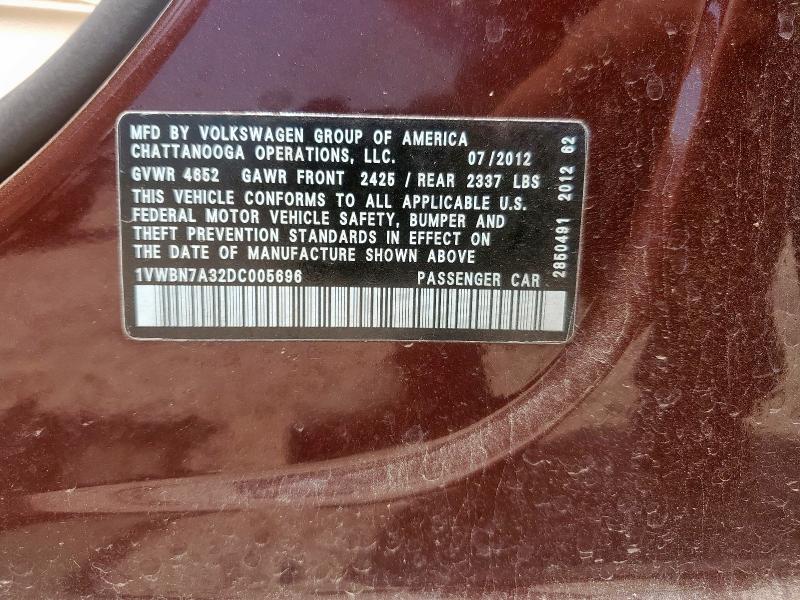 MFD BY VOLKSWAGEN GROUP OF AMERICA
CHATTANOOGA OPERATIONS, LLC. 07/2012
GVWR 4652 GAWR FRONT 2425 / REAR 2337 LBS
THIS VEHICLE CONFORMS TO ALL APPLICABLE U.S.
FEDERAL MOTOR VEHICLE SAFETY, BUMPER AND
THEFT PREVENTION STANDARDS IN EFFECT ON
THE DATE OF MANUFACTURE SHOWN ABOVE
1VWBN7A32DC005696 PASSENGER CAR
2850491 2012 62